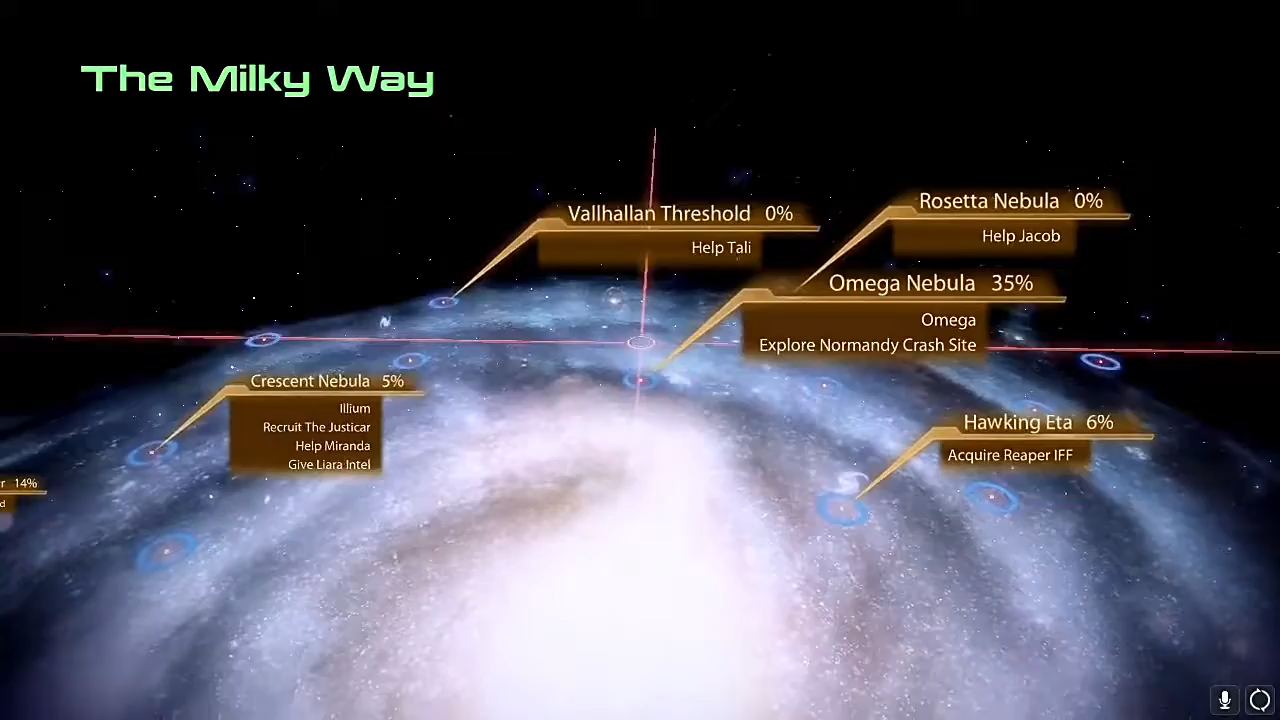 The Milky Way
Rosetta Nebula 0%
Help Jacob
Vallhallan Threshold 0%
Help Tali
Omega Nebula 35%
Omega
Explore Normandy Crash Site
Crescent Nebula 5%
Illium
Recruit The Justicar
Help Miranda
Give Liara Intel
Hawking Eta 6%
Acquire Reaper IFF
r 14%
d